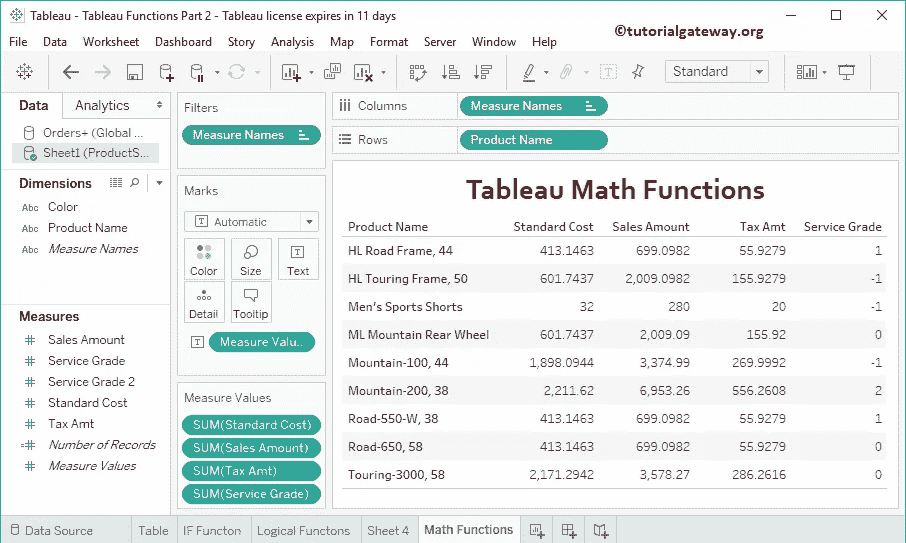 Tableau - Tableau Functions Part 2 - Tableau license expires in 11 days
©tutorialgateway.org
File Data Worksheet Dashboard Story Analysis Map Format Server Window Help
Standard
Data Analytics
Orders+ (Global ...
Sheet1 (ProductS...
Dimensions
Abc Color
Abc Product Name
Abc Measure Names
Measures
# Sales Amount
# Service Grade
# Service Grade 2
# Standard Cost
# Tax Amt
=# Number of Records
# Measure Values
Filters
Measure Names
Marks
T Automatic
Color Size Text
Detail Tooltip
T Measure Valu..
Measure Values
SUM(Standard Cost)
SUM(Sales Amount)
SUM(Tax Amt)
SUM(Service Grade)
Columns Measure Names
Rows Product Name
Tableau Math Functions
Product Name Standard Cost Sales Amount Tax Amt Service Grade
HL Road Frame, 44 413.1463 699.0982 55.9279 1
HL Touring Frame, 50 601.7437 2,009.0982 155.9279 -1
Men's Sports Shorts 32 280 20 -1
ML Mountain Rear Wheel 601.7437 2,009.09 155.92 0
Mountain-100, 44 1,898.0944 3,374.99 269.9992 -1
Mountain-200, 38 2,211.62 6,953.26 556.2608 2
Road-550-W, 38 413.1463 699.0982 55.9279 1
Road-650, 58 413.1463 699.0982 55.9279 0
Touring-3000, 58 2,171.2942 3,578.27 286.2616 0
Data Source Table IF Functon Logical Functons Sheet 4 Math Functions